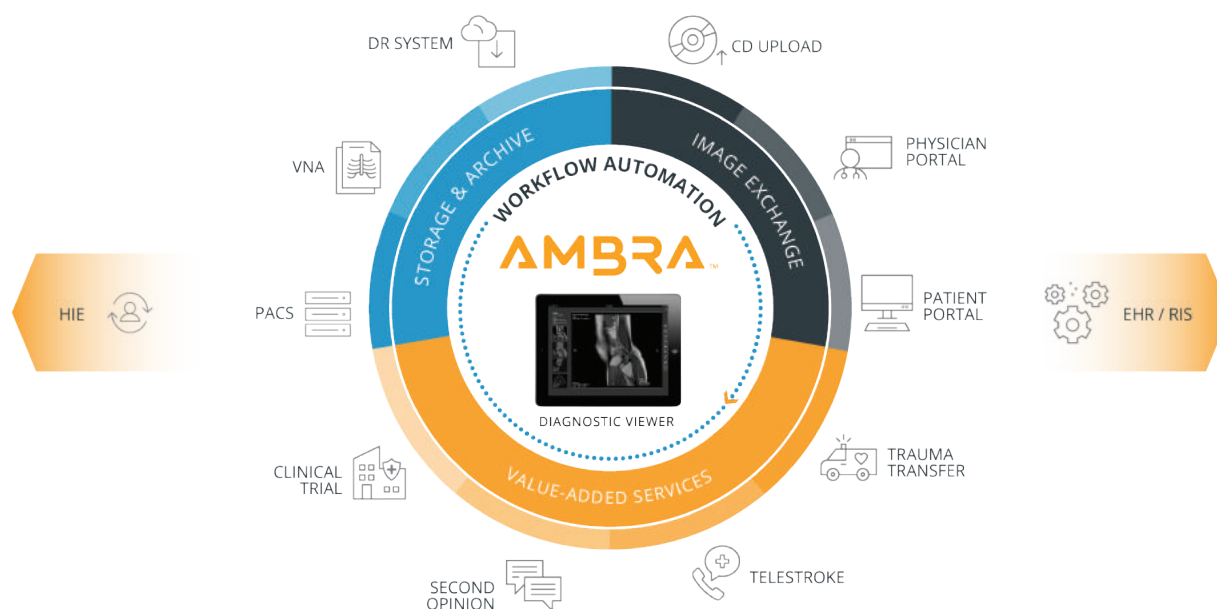 DR SYSTEM
CD UPLOAD
VNA
PHYSICIAN
PORTAL
STORAGE & ARCHIVE
IMAGE EXCHANGE
WORKFLOW AUTOMATION
AMBRA™
HIE
PACS
PATIENT
PORTAL
EHR / RIS
DIAGNOSTIC VIEWER
CLINICAL
TRIAL
VALUE-ADDED SERVICES
TRAUMA
TRANSFER
SECOND
OPINION
TELESTROKE